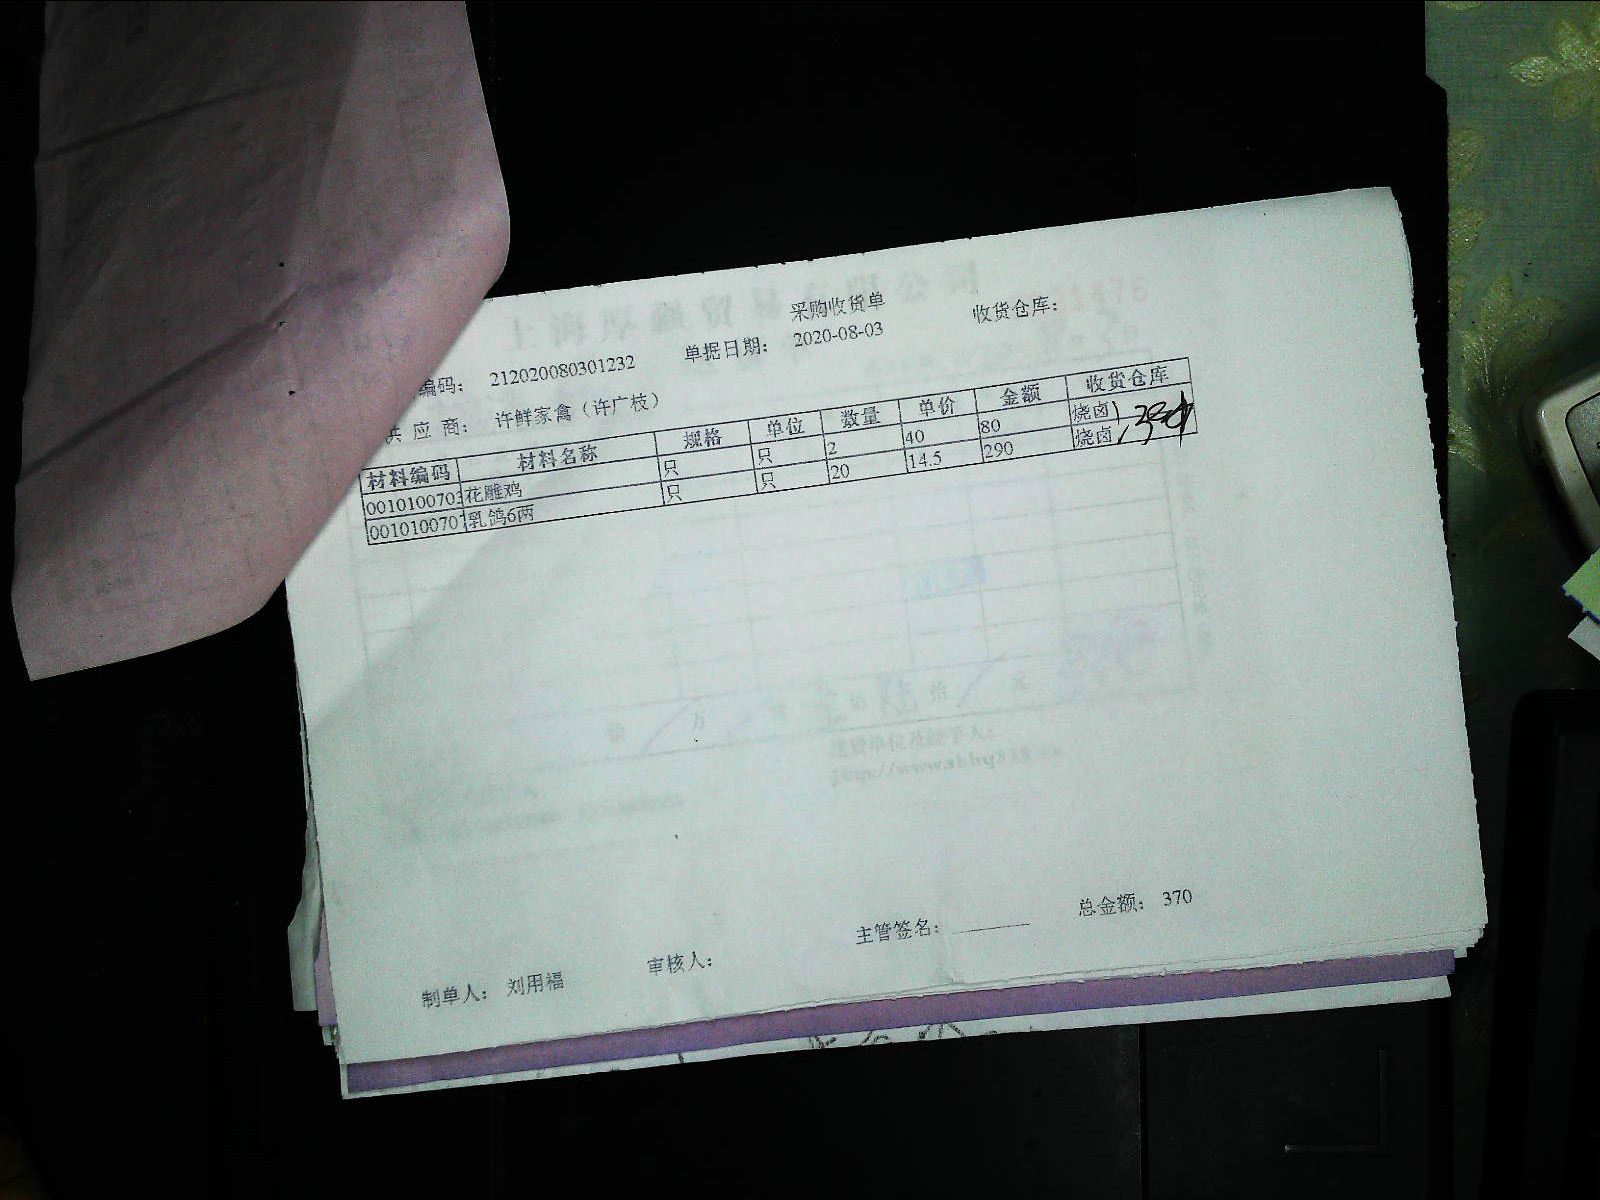 采购收货单
编码： 212020080301232 单据日期： 2020-08-03 收货仓库：
供 应 商： 许鲜家禽（许广枝）
材料编码 材料名称 规格 单位 数量 单价 金额 收货仓库
0010100703 花雕鸡 只 只 2 40 80 烧卤
001010070 乳鸽6两 只 只 20 14.5 290 烧卤
制单人： 刘用福 审核人： 主管签名： 总金额： 370